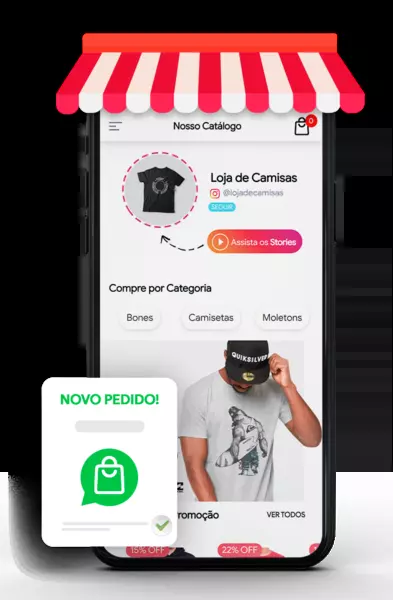 Nosso Catálogo
0
Loja de Camisas
@lojadecamisas
SEGUIR
Assista os Stories
Compre por Categoria
Bones
Camisetas
Moletons
QUIKSILVER
NOVO PEDIDO!
romoção
VER TODOS
15% OFF
22% OFF